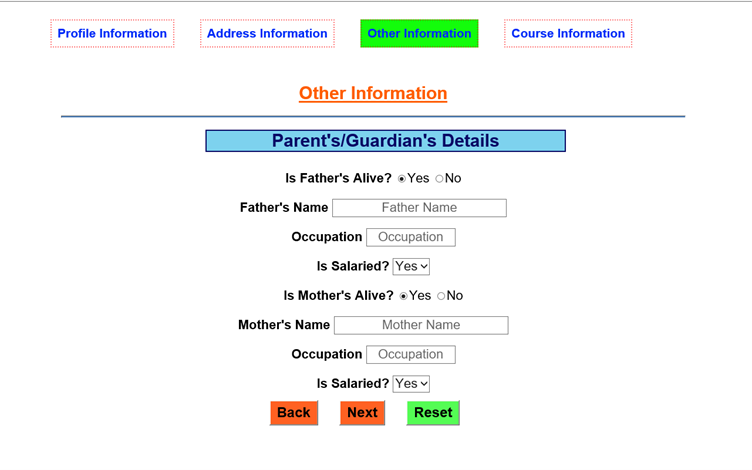 Profile Information Address Information Other Information Course Information
Other Information
Parent's/Guardian's Details
Is Father's Alive? Yes No
Father's Name Father Name
Occupation Occupation
Is Salaried? Yes
Is Mother's Alive? Yes No
Mother's Name Mother Name
Occupation Occupation
Is Salaried? Yes
Back Next Reset